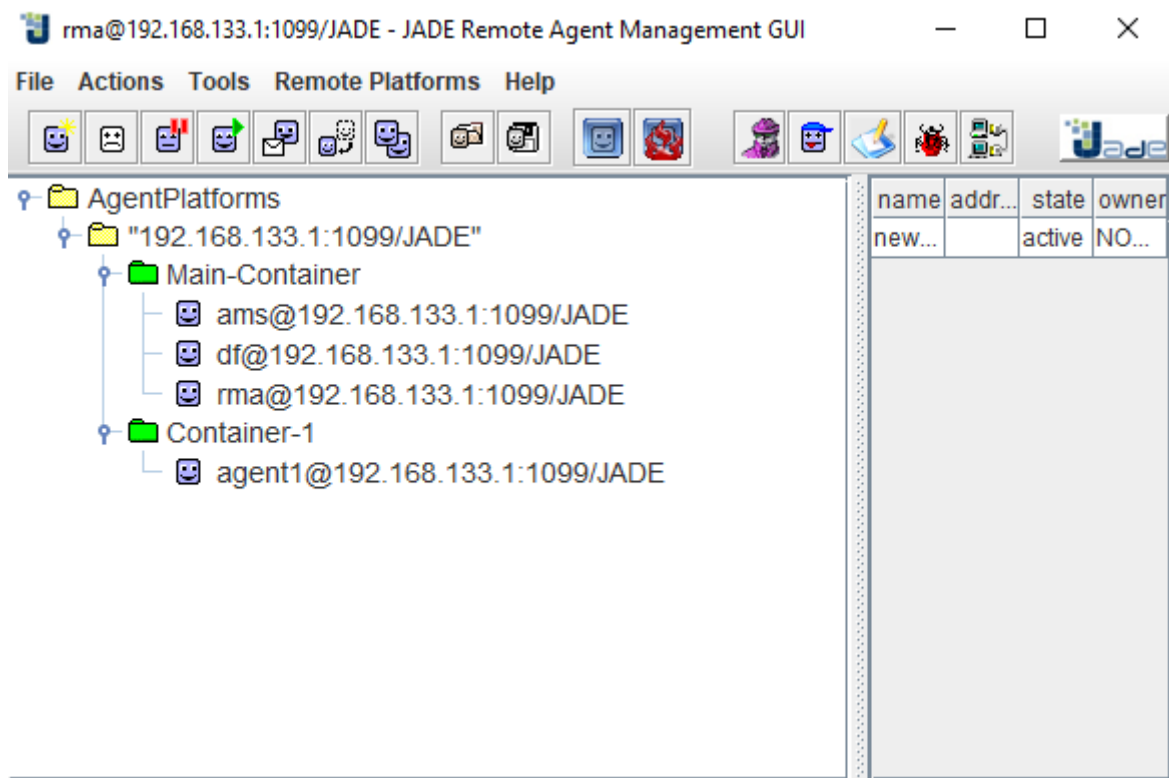 rma@192.168.133.1:1099/JADE - JADE Remote Agent Management GUI
File Actions Tools Remote Platforms Help
Jade
AgentPlatforms
"192.168.133.1:1099/JADE"
Main-Container
ams@192.168.133.1:1099/JADE
df@192.168.133.1:1099/JADE
rma@192.168.133.1:1099/JADE
Container-1
agent1@192.168.133.1:1099/JADE
name addr... state owner
new... active NO...